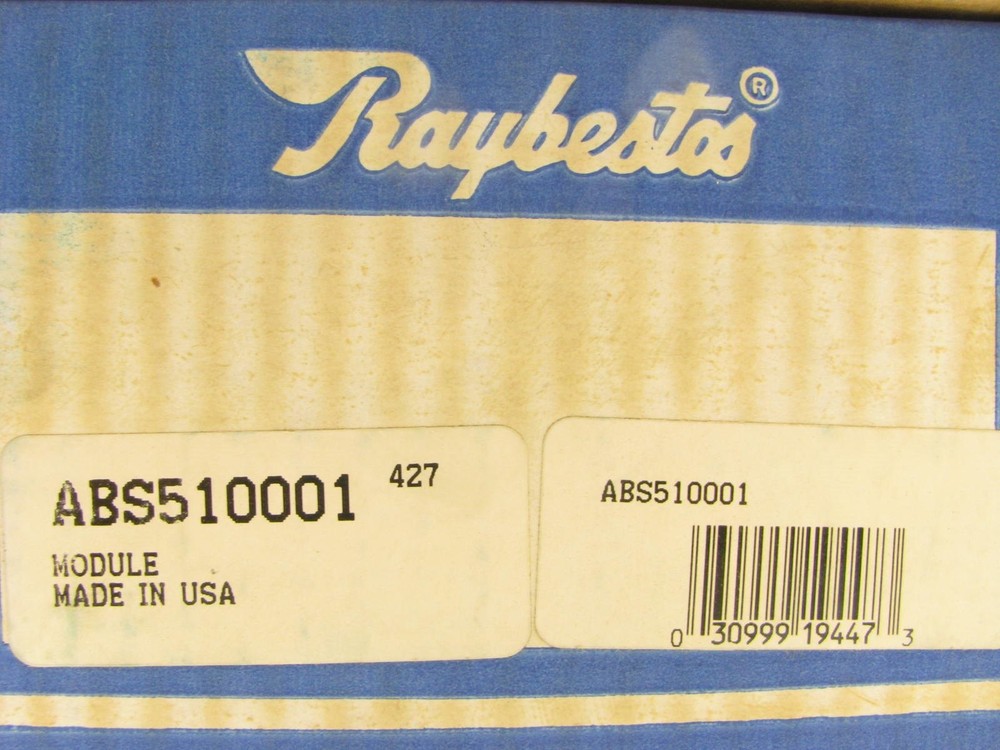 Raybestos®
ABS510001 427
MODULE
MADE IN USA
ABS510001
0 30999 19447 3